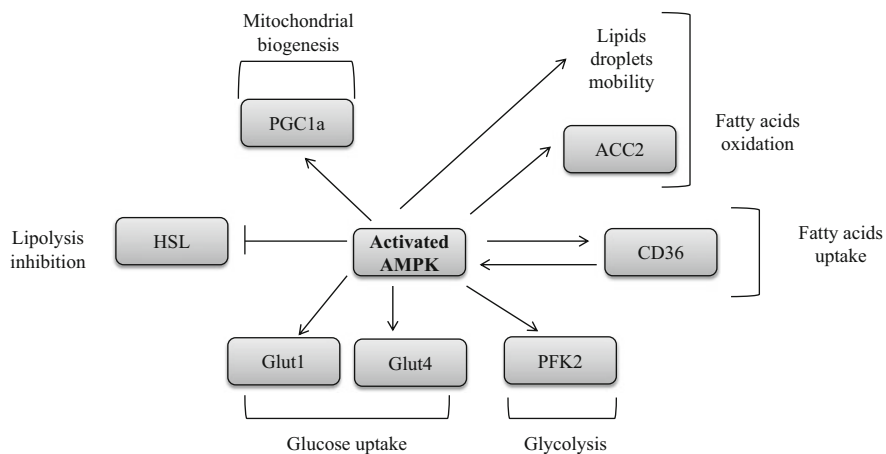 Mitochondrial
biogenesis
PGC1a
Lipids
droplets
mobility
ACC2
Fatty acids
oxidation
Lipolysis
inhibition
HSL
Activated
AMPK
CD36
Fatty acids
uptake
Glut1
Glut4
PFK2
Glucose uptake
Glycolysis